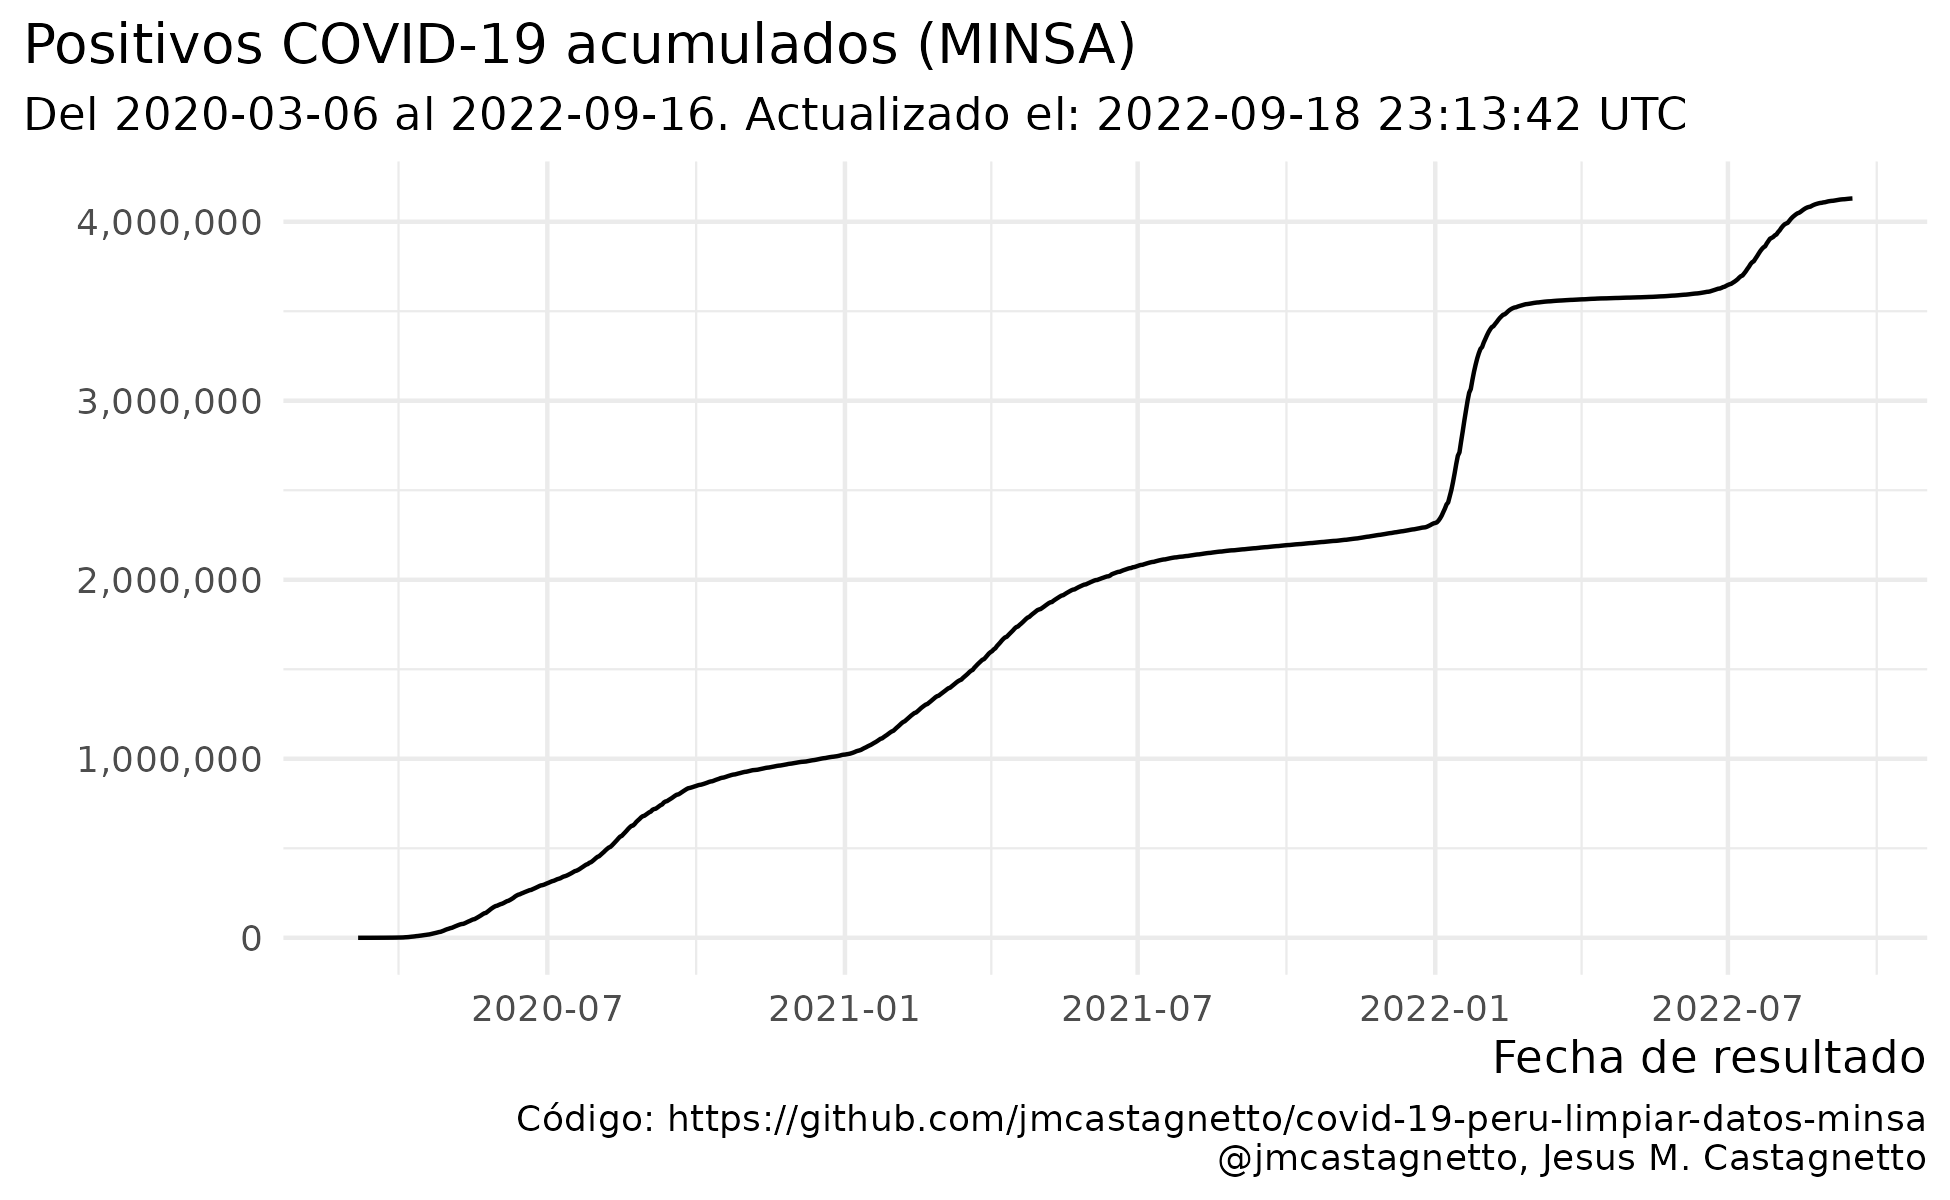 Positivos COVID-19 acumulados (MINSA)
Del 2020-03-06 al 2022-09-16. Actualizado el: 2022-09-18 23:13:42 UTC
4,000,000
3,000,000
2,000,000
1,000,000
0
2020-07 2021-01 2021-07 2022-01 2022-07
Fecha de resultado
Código: https://github.com/jmcastagnetto/covid-19-peru-limpiar-datos-minsa
@jmcastagnetto, Jesus M. Castagnetto